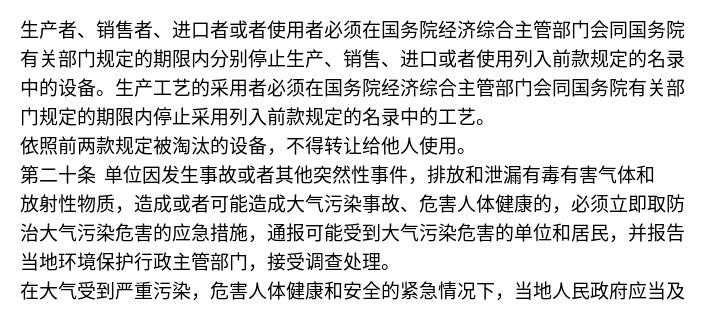 生产者、销售者、进口者或者使用者必须在国务院经济综合主管部门会同国务院
有关部门规定的期限内分别停止生产、销售、进口或者使用列入前款规定的名录
中的设备。生产工艺的采用者必须在国务院经济综合主管部门会同国务院有关部
门规定的期限内停止采用列入前款规定的名录中的工艺。
依照前两款规定被淘汰的设备，不得转让给他人使用。
第二十条 单位因发生事故或者其他突然性事件，排放和泄漏有毒有害气体和
放射性物质，造成或者可能造成大气污染事故、危害人体健康的，必须立即取防
治大气污染危害的应急措施，通报可能受到大气污染危害的单位和居民，并报告
当地环境保护行政主管部门，接受调查处理。
在大气受到严重污染，危害人体健康和安全的紧急情况下，当地人民政府应当及